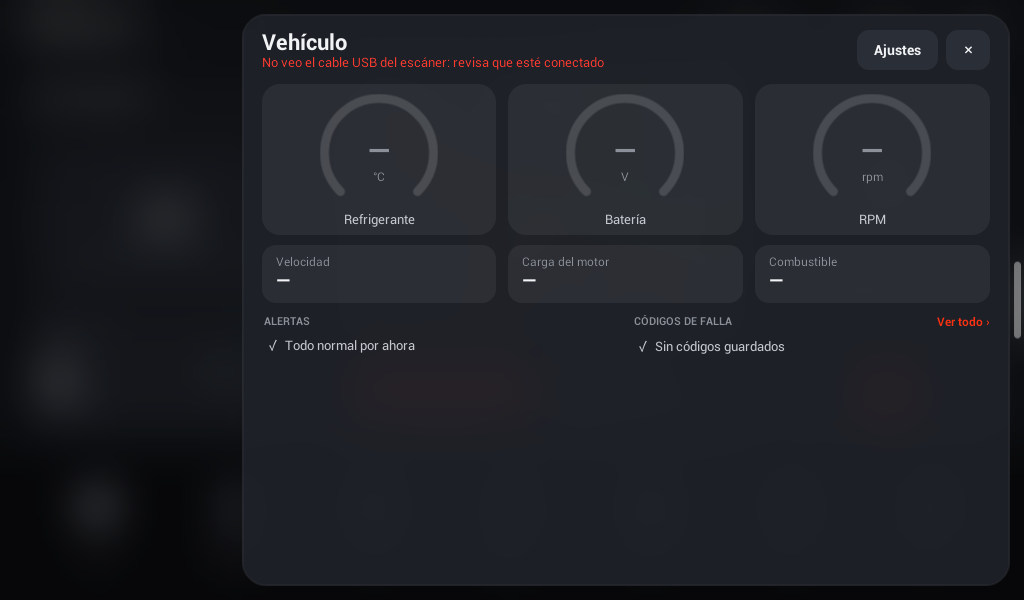 Vehículo
No veo el cable USB del escáner: revisa que esté conectado
Ajustes
×
—
°C
Refrigerante
—
V
Batería
—
rpm
RPM
Velocidad
—
Carga del motor
—
Combustible
—
ALERTAS
✓ Todo normal por ahora
CÓDIGOS DE FALLA
Ver todo ›
✓ Sin códigos guardados